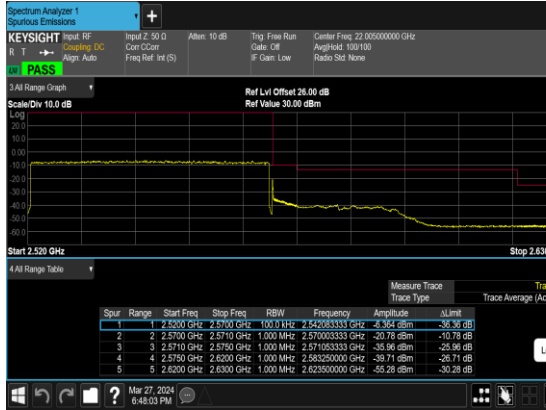 Spectrum Analyzer 1
Spurious Emissions
KEYSIGHT Input: RF Input Z: 50 Ω Atten: 10 dB Trig: Free Run Center Freq: 22.005000000 GHz
R T Coupling: DC Corr CCorr Gate: Off Avg|Hold: 100/100
Align: Auto Freq Ref: Int (S) IF Gain: Low Radio Std: None
PASS
3 All Range Graph
Ref Lvl Offset 26.00 dB
Scale/Div 10.0 dB Ref Value 30.00 dBm
Log
20.0
10.0
0.00
-10.0
-20.0
-30.0
-40.0
-50.0
-60.0
Start 2.520 GHz Stop 2.630
4 All Range Table
Measure Trace Tra
Trace Type Trace Average (Ac
Spur Range Start Freq Stop Freq RBW Frequency Amplitude ΔLimit
1 1 2.5200 GHz 2.5700 GHz 100.0 kHz 2.542083333 GHz -6.364 dBm -36.36 dB
2 2 2.5700 GHz 2.5710 GHz 1.000 MHz 2.570003333 GHz -20.78 dBm -10.78 dB
3 3 2.5710 GHz 2.5750 GHz 1.000 MHz 2.571053333 GHz -35.96 dBm -25.96 dB
4 4 2.5750 GHz 2.6200 GHz 1.000 MHz 2.583250000 GHz -39.71 dBm -26.71 dB
5 5 2.6200 GHz 2.6300 GHz 1.000 MHz 2.623500000 GHz -55.28 dBm -30.28 dB
L
? Mar 27, 2024
6:48:03 PM